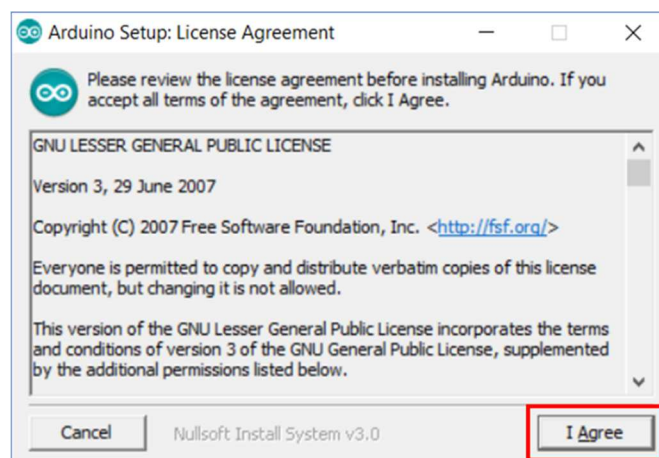 Arduino Setup: License Agreement
Please review the license agreement before installing Arduino. If you
accept all terms of the agreement, click I Agree.
GNU LESSER GENERAL PUBLIC LICENSE
Version 3, 29 June 2007
Copyright (C) 2007 Free Software Foundation, Inc. <http://fsf.org/>
Everyone is permitted to copy and distribute verbatim copies of this license
document, but changing it is not allowed.
This version of the GNU Lesser General Public License incorporates the terms
and conditions of version 3 of the GNU General Public License, supplemented
by the additional permissions listed below.
Cancel Nullsoft Install System v3.0 I Agree